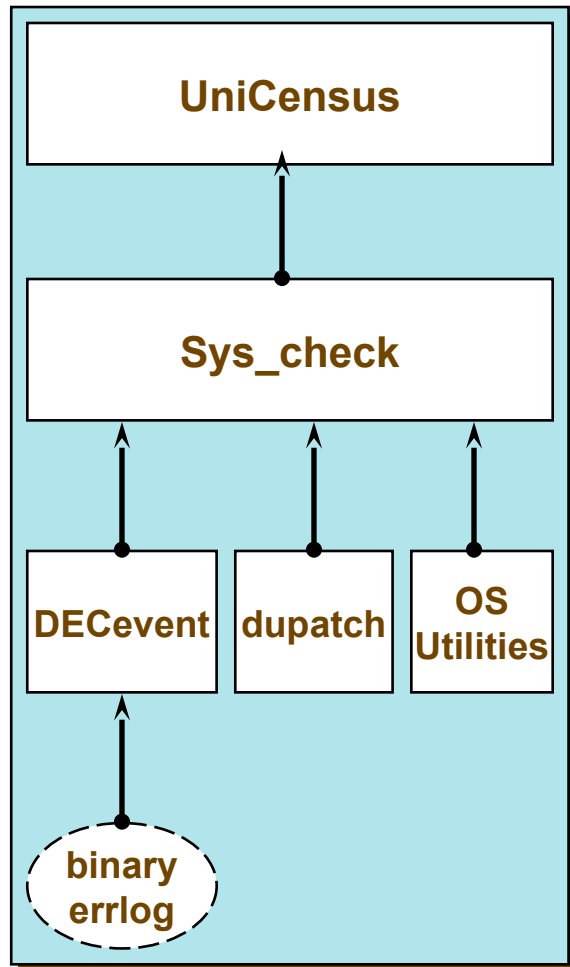 UniCensus
Sys_check
DECevent
dupatch
OS
Utilities
binary
errlog